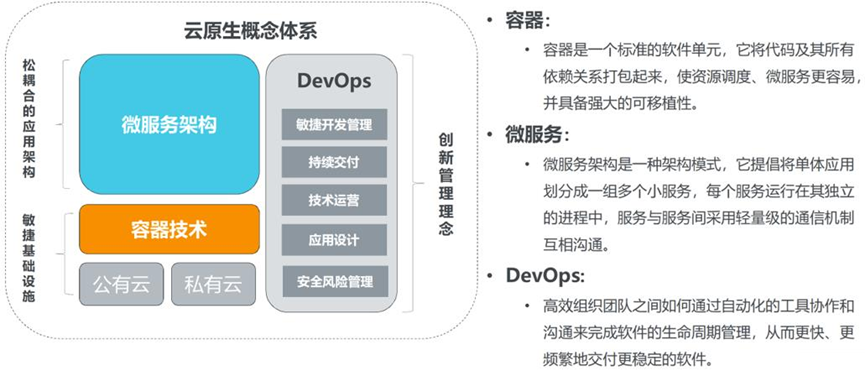 云原生概念体系
松耦合的应用架构
微服务架构
敏捷基础设施
容器技术
公有云
私有云
DevOps
敏捷开发管理
持续交付
技术运营
应用设计
安全风险管理
创新管理理念
• 容器：
• 容器是一个标准的软件单元，它将代码及其所有
依赖关系打包起来，使资源调度、微服务更容易，
并具备强大的可移植性。
• 微服务：
• 微服务架构是一种架构模式，它提倡将单体应用
划分成一组多个小服务，每个服务运行在其独立
的进程中，服务与服务间采用轻量级的通信机制
互相沟通。
• DevOps:
• 高效组织团队之间如何通过自动化的工具协作和
沟通来完成软件的生命周期管理，从而更快、更
频繁地交付更稳定的软件。